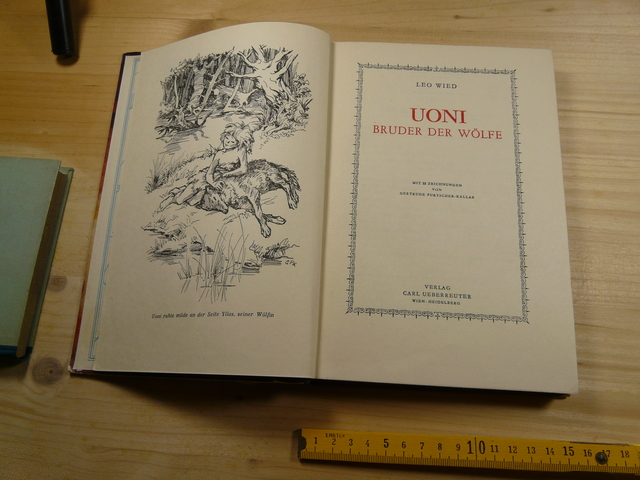 Uoni ruhte müde an der Seite Xilas, seiner Wölfin
LEO WIED
UONI
BRUDER DER WÖLFE
MIT 38 ZEICHNUNGEN
VON
VERLAG
CARL UEBERREUTER
WIEN · HEIDELBERG
1 2 3 4 5 6 7 8 9 10 11 12 13 14 15 16 17 18